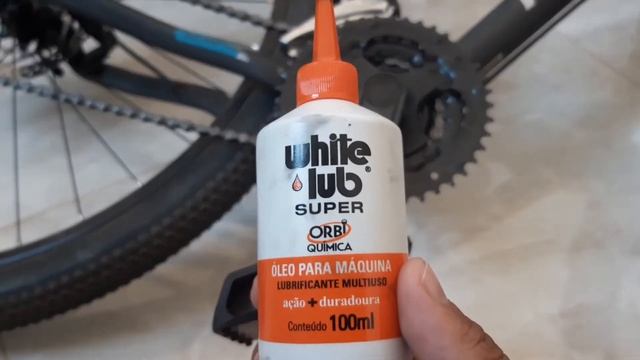 white
lub®
SUPER
ORBI
QUÍMICA
ÓLEO PARA MÁQUINA
LUBRIFICANTE MULTIUSO
ação + duradoura
Conteúdo 100ml